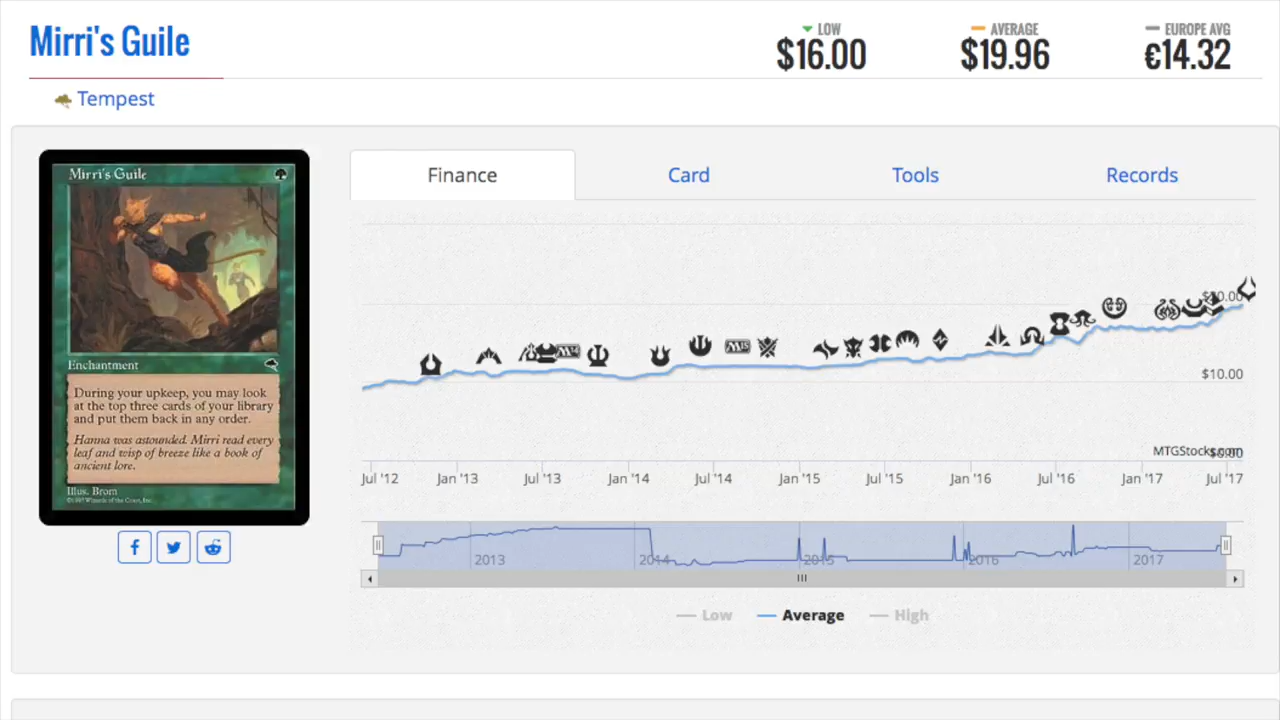 Mirri's Guile
LOW
$16.00
AVERAGE
$19.96
EUROPE AVG
€14.32
Tempest
Mirri's Guile
Enchantment
During your upkeep, you may look
at the top three cards of your library
and put them back in any order.
Hanna was astounded. Mirri read every
leaf and wisp of breeze like a book of
ancient lore.
Illus. Brom
Finance
Card
Tools
Records
$10.00
MTGStocks.com
Jul '12
Jan '13
Jul '13
Jan '14
Jul '14
Jan '15
Jul '15
Jan '16
Jul '16
Jan '17
Jul '17
2013
2014
2015
2016
2017
Low
Average
High